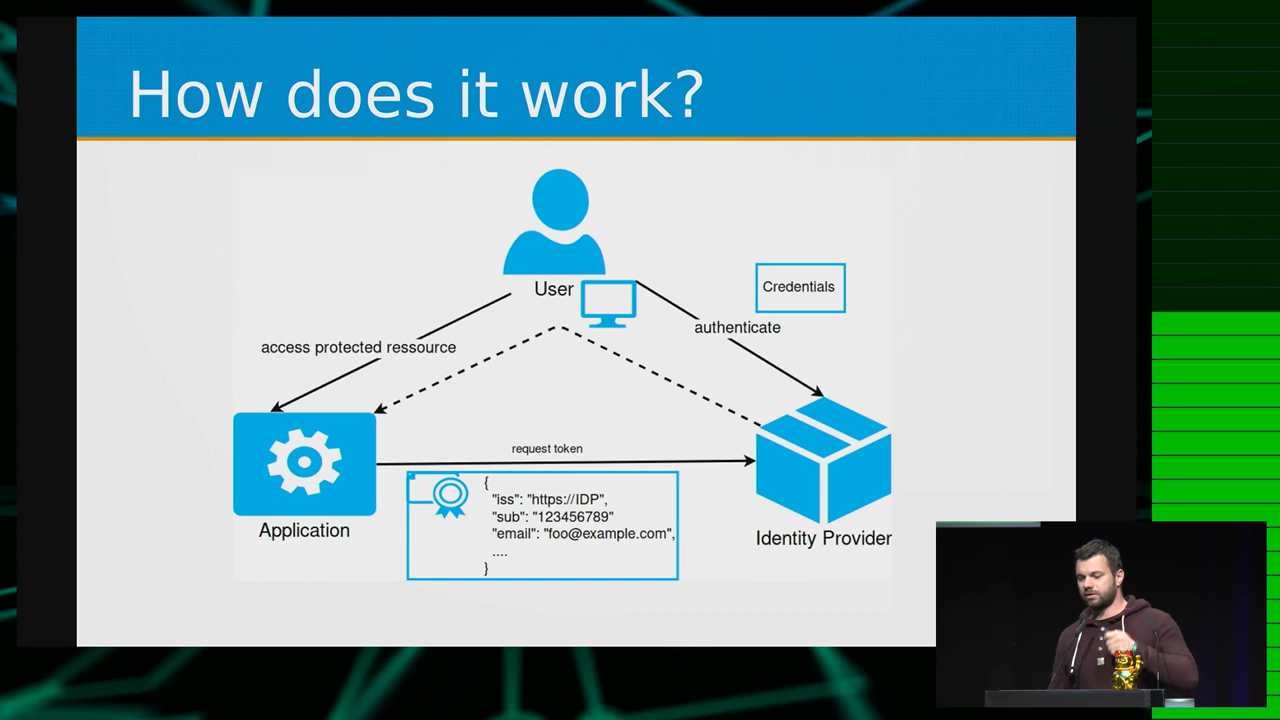 How does it work?
User
Credentials
authenticate
access protected ressource
request token
{
"iss": "https://IDP",
"sub": "123456789"
"email": "foo@example.com",
....
}
Application
Identity Provider